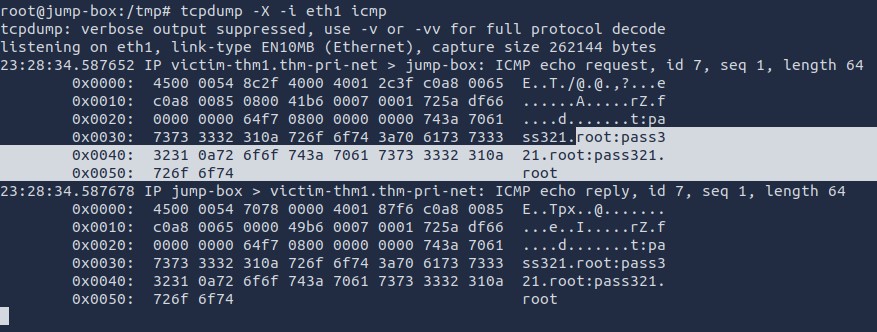 root@jump-box:/tmp# tcpdump -X -i eth1 icmp
tcpdump: verbose output suppressed, use -v or -vv for full protocol decode
listening on eth1, link-type EN10MB (Ethernet), capture size 262144 bytes
23:28:34.587652 IP victim-thm1.thm-pri-net > jump-box: ICMP echo request, id 7, seq 1, length 64
0x0000:  4500 0054 8c2f 4000 4001 2c3f c0a8 0065  E..T./@.@.,?...e
0x0010:  c0a8 0085 0800 41b6 0007 0001 725a df66  ......A.....rZ.f
0x0020:  0000 0000 64f7 0800 0000 0000 743a 7061  ....d.......t:pa
0x0030:  7373 3332 310a 726f 6f74 3a70 6173 7333  ss321.root:pass3
0x0040:  3231 0a72 6f6f 743a 7061 7373 3332 310a  21.root:pass321.
0x0050:  726f 6f74                                root
23:28:34.587678 IP jump-box > victim-thm1.thm-pri-net: ICMP echo reply, id 7, seq 1, length 64
0x0000:  4500 0054 7078 0000 4001 87f6 c0a8 0085  E..Tpx..@.......
0x0010:  c0a8 0065 0000 49b6 0007 0001 725a df66  ...e..I.....rZ.f
0x0020:  0000 0000 64f7 0800 0000 0000 743a 7061  ....d.......t:pa
0x0030:  7373 3332 310a 726f 6f74 3a70 6173 7333  ss321.root:pass3
0x0040:  3231 0a72 6f6f 743a 7061 7373 3332 310a  21.root:pass321.
0x0050:  726f 6f74                                root